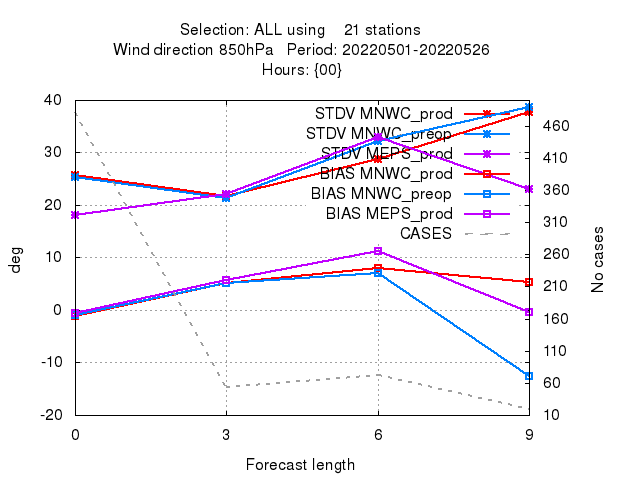 Selection: ALL using 21 stations
Wind direction 850hPa Period: 20220501-20220526
Hours: {00}
40
30
20
10
0
-10
-20
deg
STDV MNWC_prod
STDV MNWC_preop
STDV MEPS_prod
BIAS MNWC_prod
BIAS MNWC_preop
BIAS MEPS_prod
CASES
460
410
360
310
260
210
160
110
60
10
No cases
0 3 6 9
Forecast length